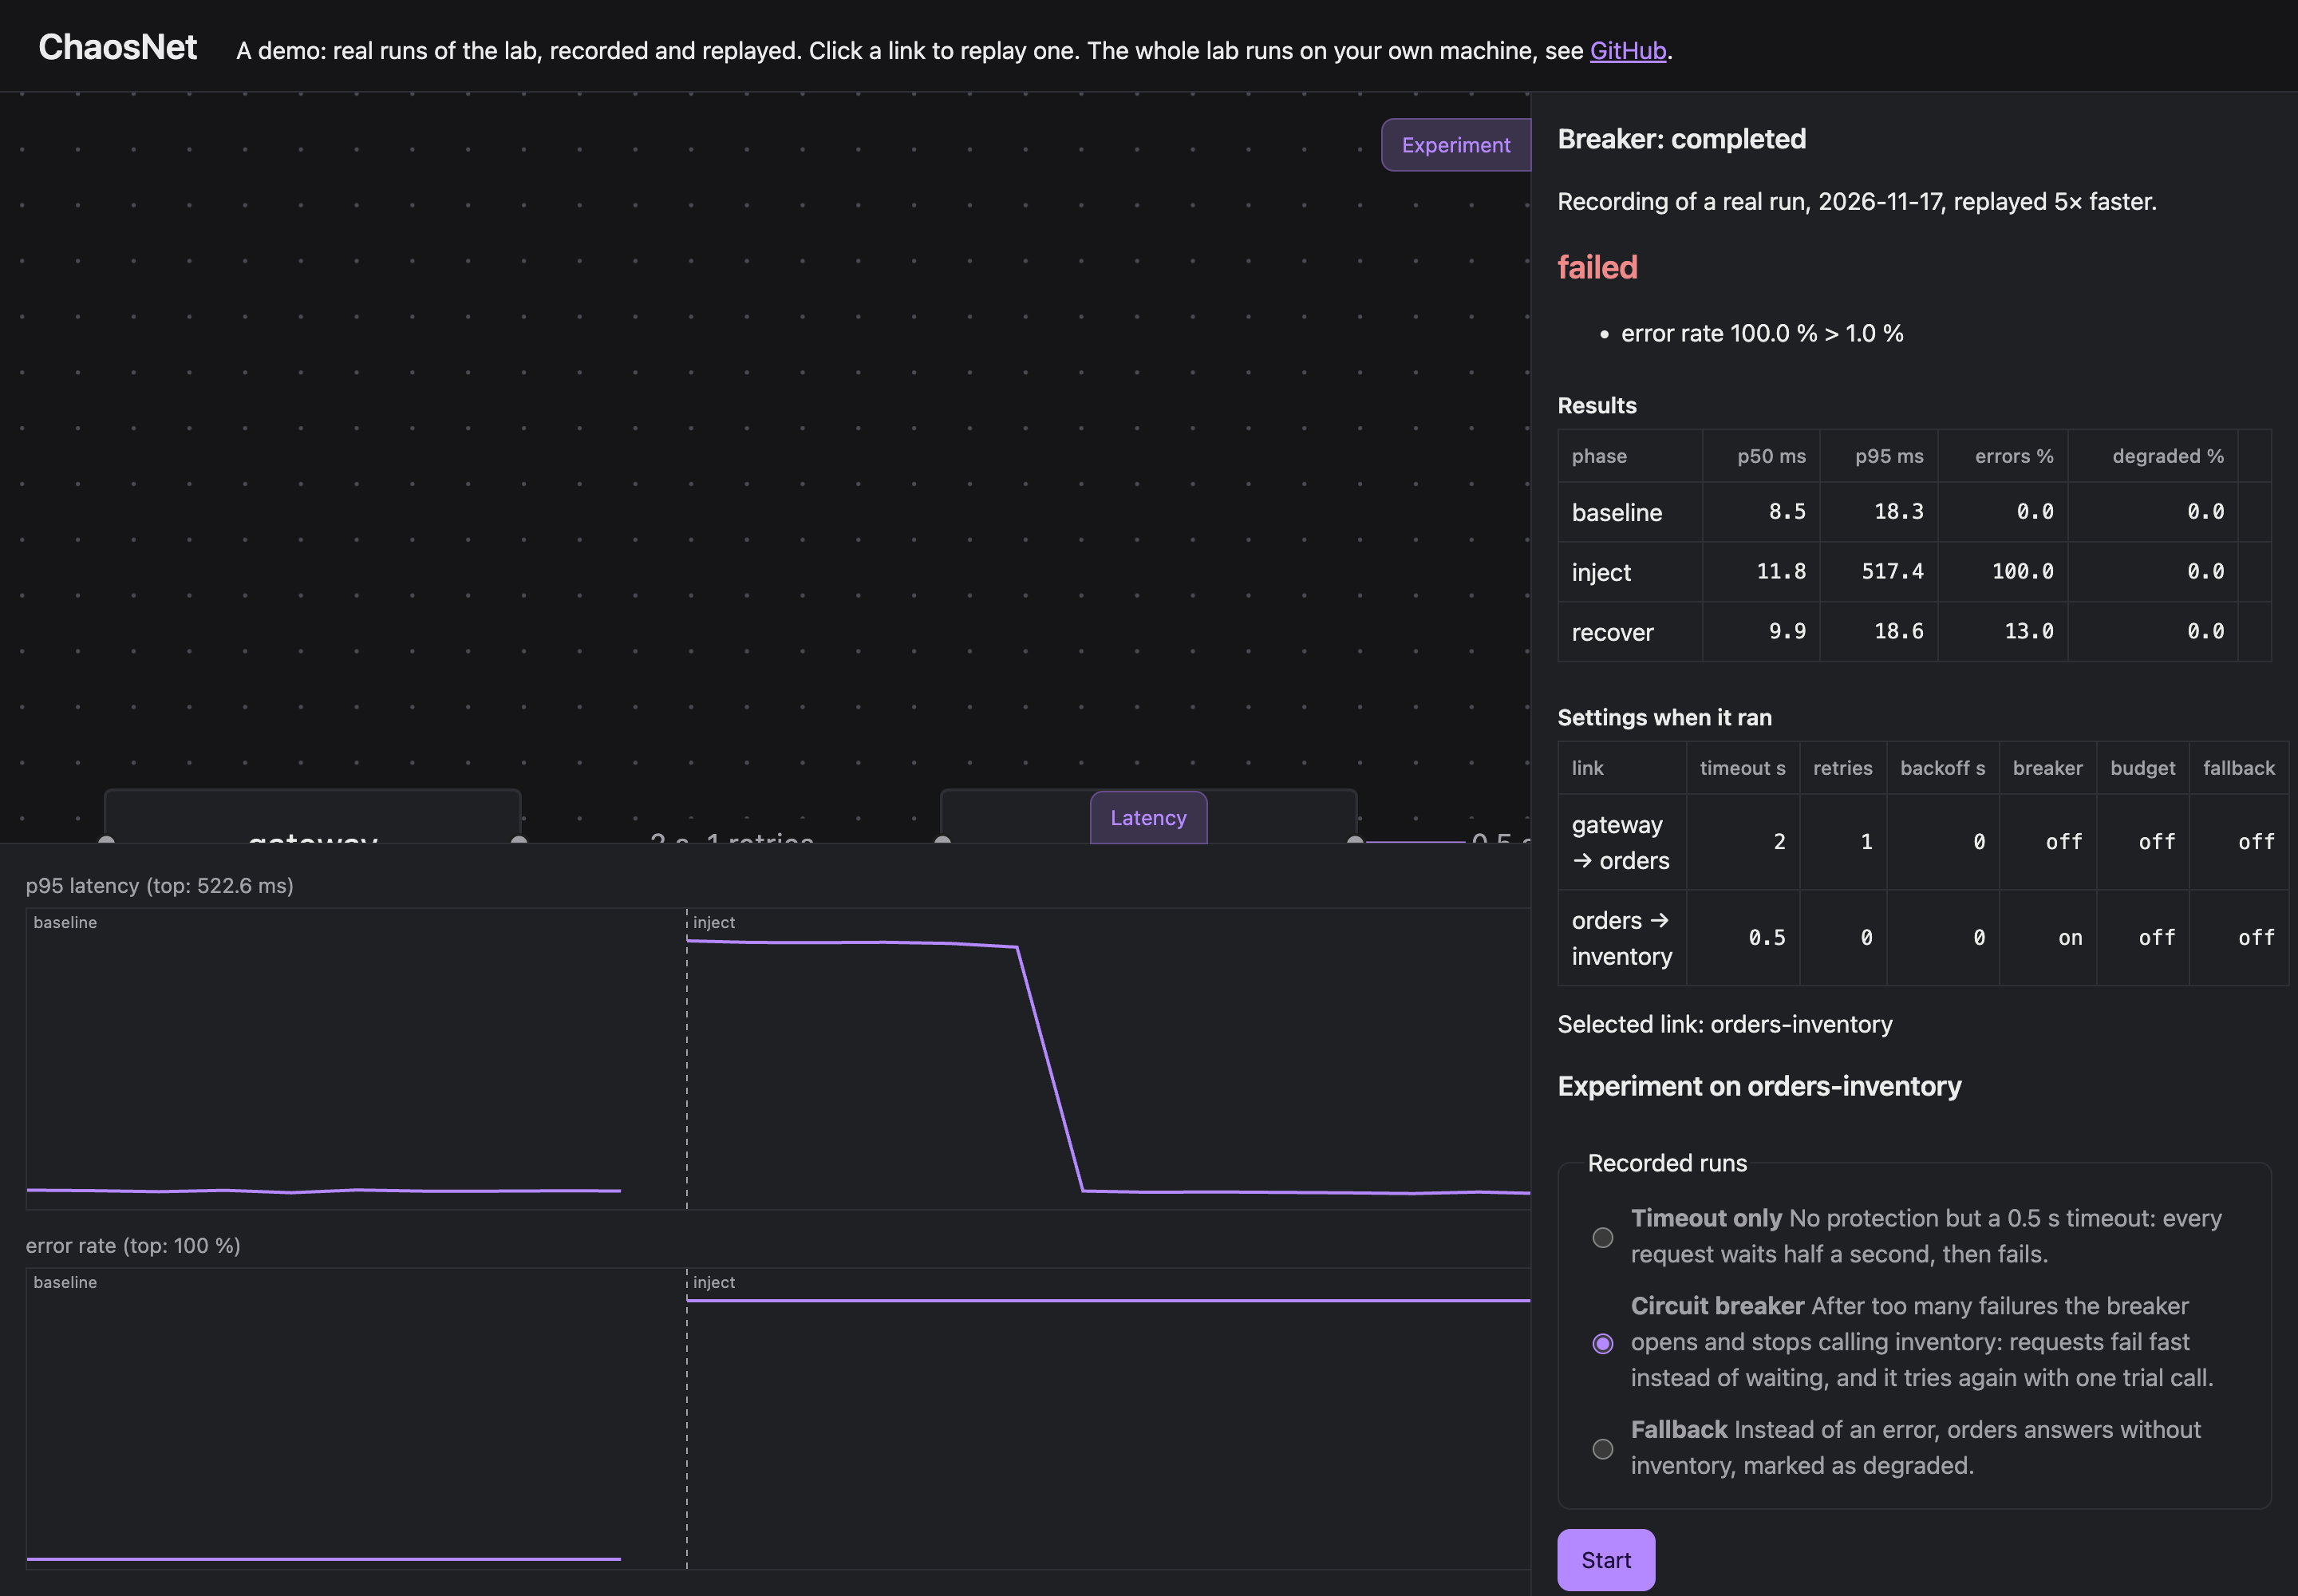 ChaosNet
A demo: real runs of the lab, recorded and replayed. Click a link to replay one. The whole lab runs on your own machine, see GitHub.
Experiment
gateway
2 s, 1 retries
Latency
0.5 s
p95 latency (top: 522.6 ms)
baseline
inject
error rate (top: 100 %)
baseline
inject
Breaker: completed
Recording of a real run, 2026-11-17, replayed 5× faster.
failed
• error rate 100.0 % > 1.0 %
Results
phase p50 ms p95 ms errors % degraded %
baseline 8.5 18.3 0.0 0.0
inject 11.8 517.4 100.0 0.0
recover 9.9 18.6 13.0 0.0
Settings when it ran
link timeout s retries backoff s breaker budget fallback
gateway
→ orders 2 1 0 off off off
orders →
inventory 0.5 0 0 on off off
Selected link: orders-inventory
Experiment on orders-inventory
Recorded runs
Timeout only No protection but a 0.5 s timeout: every
request waits half a second, then fails.
Circuit breaker After too many failures the breaker
opens and stops calling inventory: requests fail fast
instead of waiting, and it tries again with one trial call.
Fallback Instead of an error, orders answers without
inventory, marked as degraded.
Start